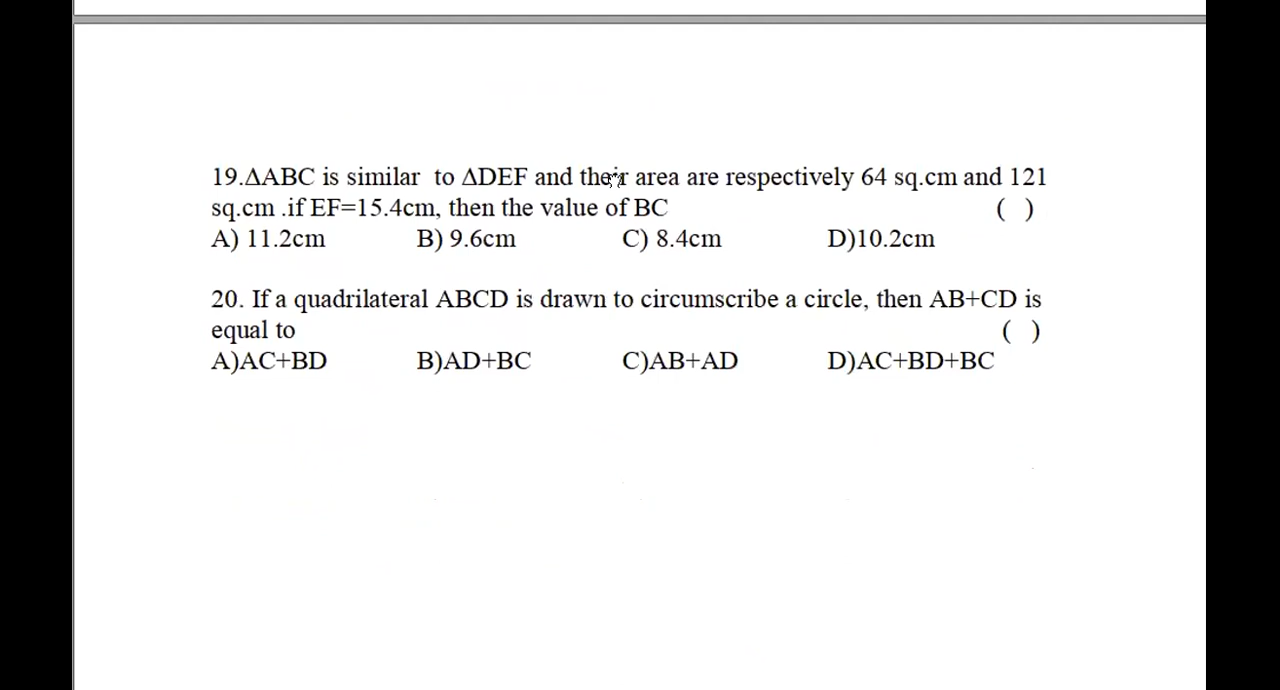 19.ΔABC is similar to ΔDEF and their area are respectively 64 sq.cm and 121
sq.cm .if EF=15.4cm, then the value of BC ( )
A) 11.2cm B) 9.6cm C) 8.4cm D)10.2cm
20. If a quadrilateral ABCD is drawn to circumscribe a circle, then AB+CD is
equal to ( )
A)AC+BD B)AD+BC C)AB+AD D)AC+BD+BC